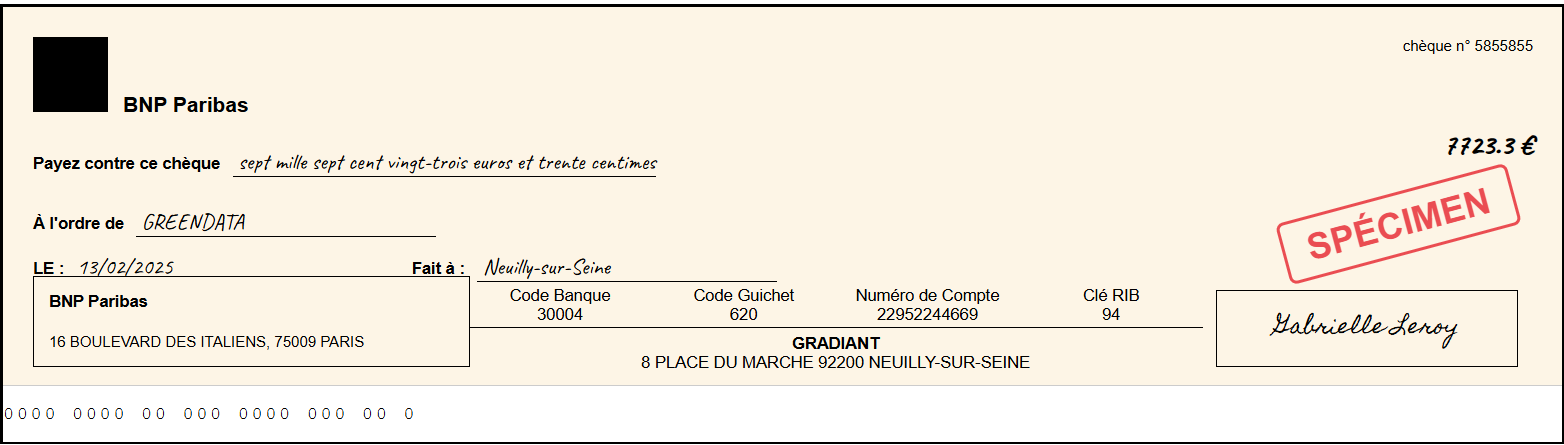 chèque n° 5855855
BNP Paribas
7723.3 €
Payez contre ce chèque sept mille sept cent vingt-trois euros et trente centimes
SPÉCIMEN
À l'ordre de GREENDATA
LE : 13/02/2025 Fait à : Neuilly-sur-Seine
BNP Paribas
16 BOULEVARD DES ITALIENS, 75009 PARIS
Code Banque Code Guichet Numéro de Compte Clé RIB
30004 620 22952244669 94
GRADIANT
8 PLACE DU MARCHE 92200 NEUILLY-SUR-SEINE
Gabrielle Leroy
0000 0000 00 000 0000 000 00 0